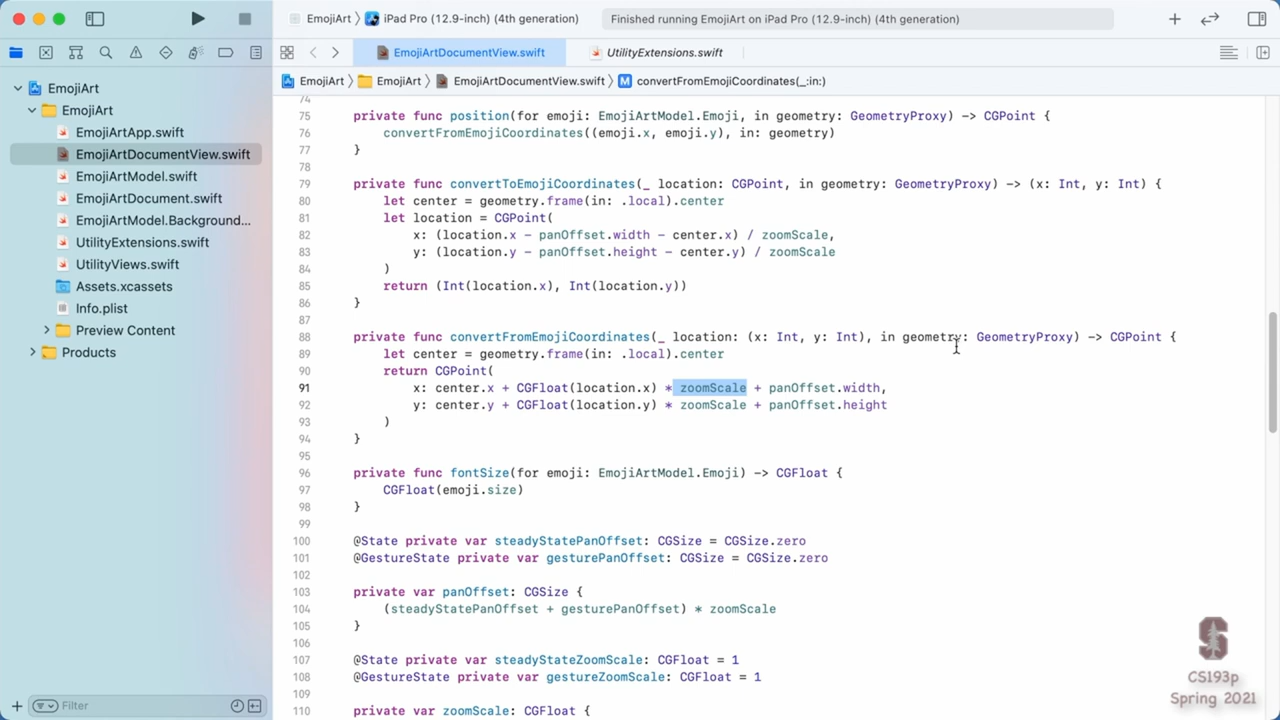 EmojiArt
iPad Pro (12.9-inch) (4th generation)
Finished running EmojiArt on iPad Pro (12.9-inch) (4th generation)
EmojiArtDocumentView.swift
UtilityExtensions.swift
EmojiArt
EmojiArt
EmojiArtDocumentView.swift
M
convertFromEmojiCoordinates(_:in:)
EmojiArt
EmojiArt
EmojiArtApp.swift
EmojiArtDocumentView.swift
EmojiArtModel.swift
EmojiArtDocument.swift
EmojiArtModel.Background...
UtilityExtensions.swift
UtilityViews.swift
Assets.xcassets
Info.plist
Preview Content
Products
Filter
74
75 private func position(for emoji: EmojiArtModel.Emoji, in geometry: GeometryProxy) -> CGPoint {
76 convertFromEmojiCoordinates((emoji.x, emoji.y), in: geometry)
77 }
78
79 private func convertToEmojiCoordinates(_ location: CGPoint, in geometry: GeometryProxy) -> (x: Int, y: Int) {
80 let center = geometry.frame(in: .local).center
81 let location = CGPoint(
82 x: (location.x - panOffset.width - center.x) / zoomScale,
83 y: (location.y - panOffset.height - center.y) / zoomScale
84 )
85 return (Int(location.x), Int(location.y))
86 }
87
88 private func convertFromEmojiCoordinates(_ location: (x: Int, y: Int), in geometry: GeometryProxy) -> CGPoint {
89 let center = geometry.frame(in: .local).center
90 return CGPoint(
91 x: center.x + CGFloat(location.x) * zoomScale + panOffset.width,
92 y: center.y + CGFloat(location.y) * zoomScale + panOffset.height
93 )
94 }
95
96 private func fontSize(for emoji: EmojiArtModel.Emoji) -> CGFloat {
97 CGFloat(emoji.size)
98 }
99
100 @State private var steadyStatePanOffset: CGSize = CGSize.zero
101 @GestureState private var gesturePanOffset: CGSize = CGSize.zero
102
103 private var panOffset: CGSize {
104 (steadyStatePanOffset + gesturePanOffset) * zoomScale
105 }
106
107 @State private var steadyStateZoomScale: CGFloat = 1
108 @GestureState private var gestureZoomScale: CGFloat = 1
109
110 private var zoomScale: CGFloat {
S
CS193p
Spring 2021